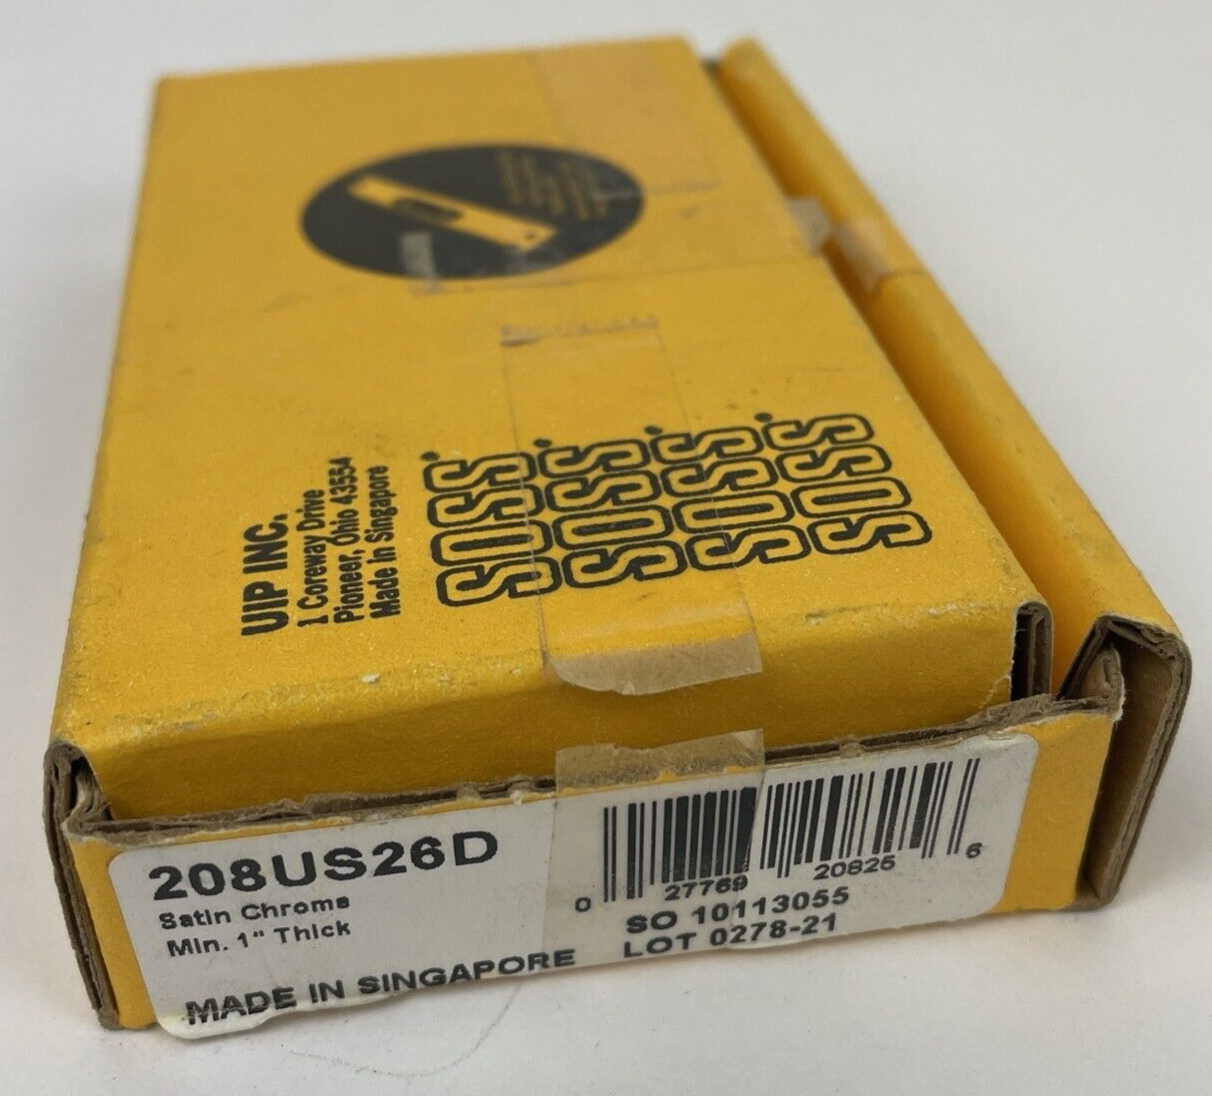 UIP INC.
1 Coreway Drive
Pioneer, Ohio 43554
Made in Singapore
SOSS
SOSS
SOSS
SOSS
208US26D
Satin Chrome
Min. 1" Thick
MADE IN SINGAPORE
0 27769 20825 6
SO 10113055
LOT 0278-21